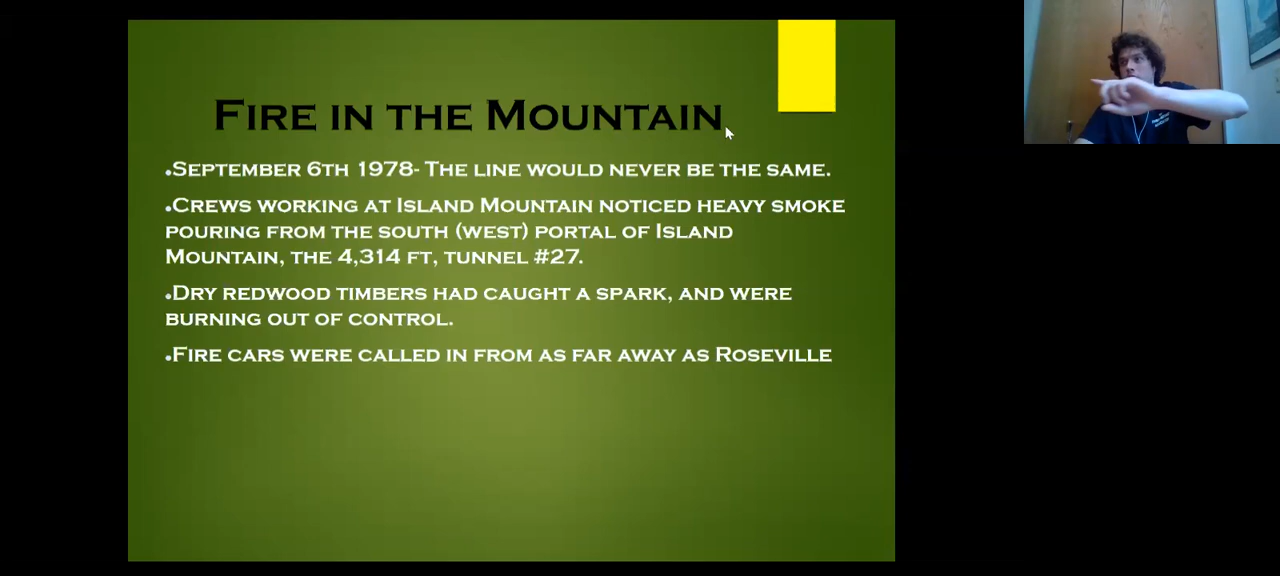 Fire in the Mountain
•September 6th 1978- The line would never be the same.
•Crews working at Island Mountain noticed heavy smoke
pouring from the south (west) portal of Island
Mountain, the 4,314 ft, tunnel #27.
•Dry redwood timbers had caught a spark, and were
burning out of control.
•Fire cars were called in from as far away as Roseville